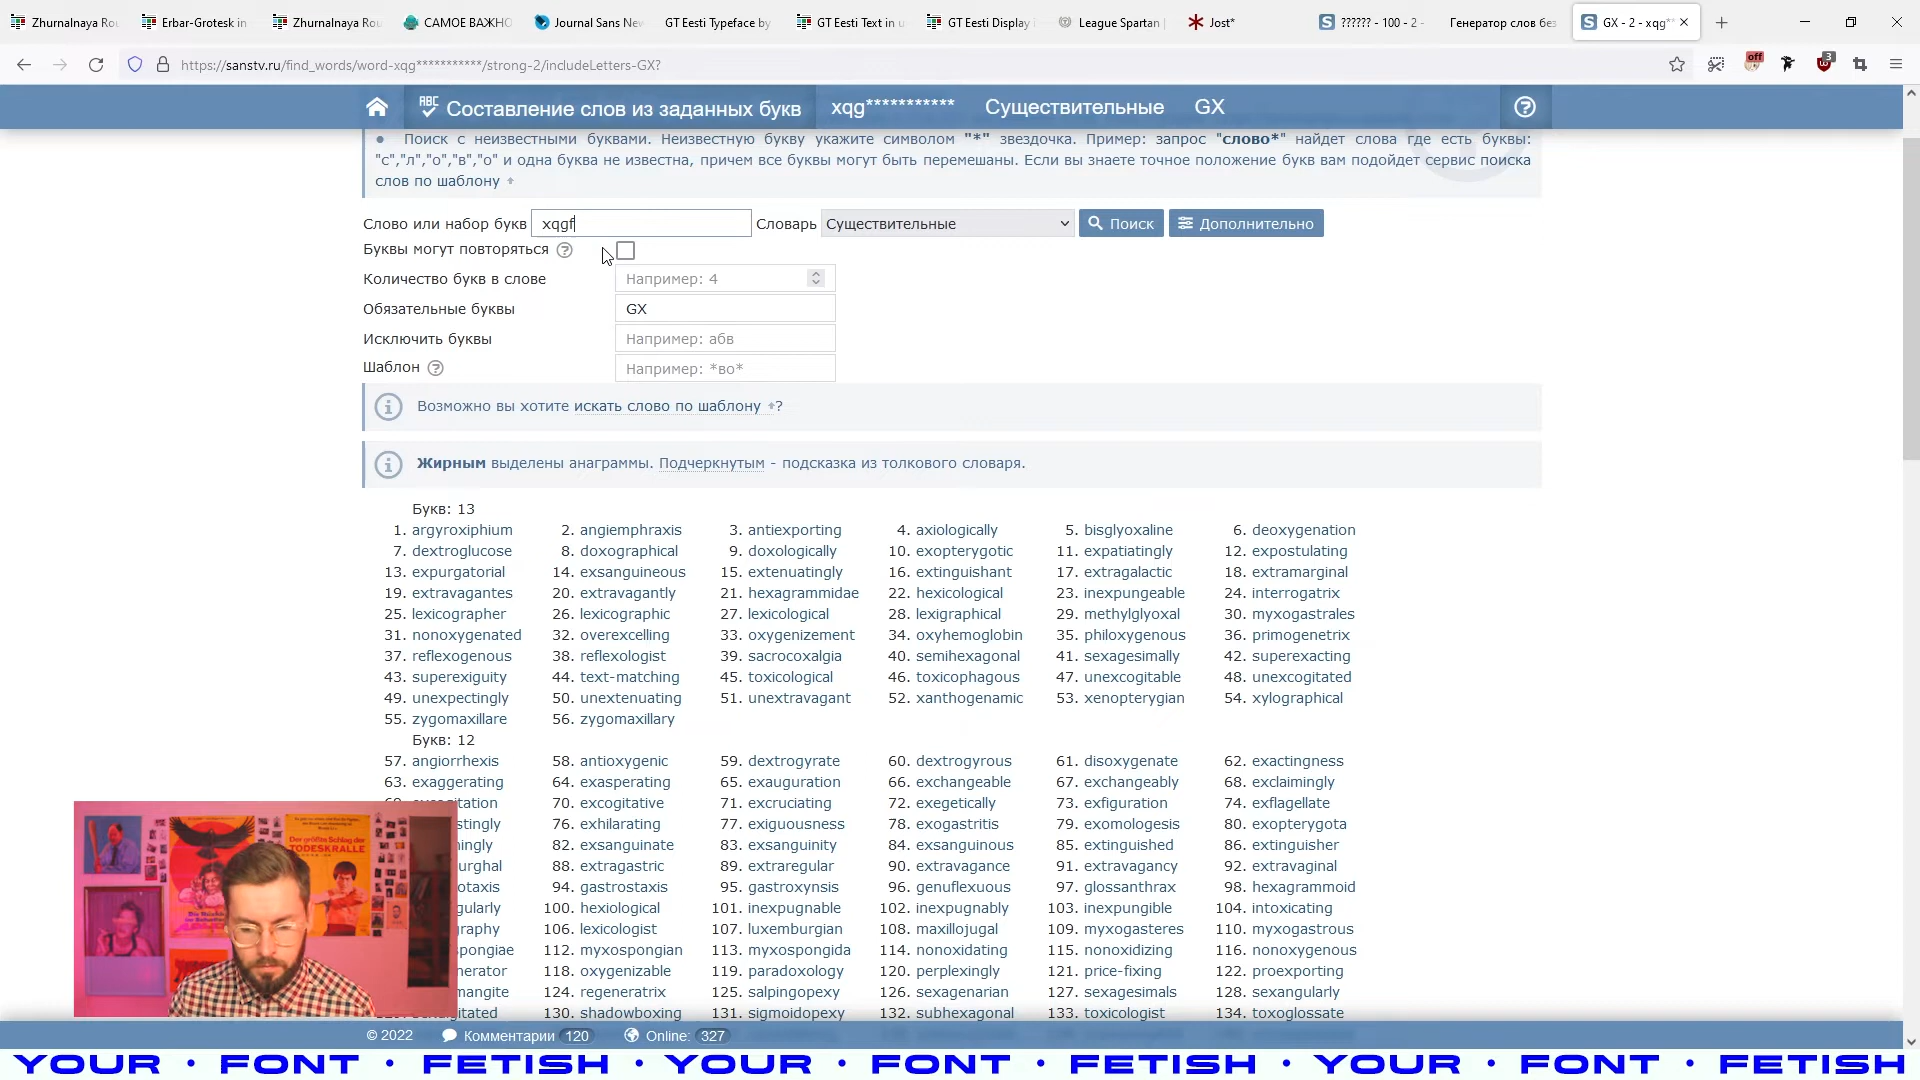 Zhurnalnaya Rou
Erbar-Grotesk in
Zhurnalnaya Rou
САМОЕ ВАЖНО
Journal Sans New
GT Eesti Typeface by
GT Eesti Text in u
GT Eesti Display i
League Spartan |
Jost*
?????? - 100 - 2 -
Генератор слов без
GX - 2 - xqg**
https://sanstv.ru/find_words/word-xqg***********/strong-2/includeLetters-GX?
off
3
ABC Составление слов из заданных букв xqg*********** Существительные GX
Поиск с неизвестными буквами. Неизвестную букву укажите символом "*" звездочка. Пример: запрос "слово*" найдет слова где есть буквы:
"с","л","о","в","о" и одна буква не известна, причем все буквы могут быть перемешаны. Если вы знаете точное положение букв вам подойдет сервис поиска
слов по шаблону
Слово или набор букв xqgf Словарь Существительные Поиск Дополнительно
Буквы могут повторяться ?
Количество букв в слове Например: 4
Обязательные буквы GX
Исключить буквы Например: абв
Шаблон ? Например: *во*
Возможно вы хотите искать слово по шаблону ?
Жирным выделены анаграммы. Подчеркнутым - подсказка из толкового словаря.
Букв: 13
1. argyroxiphium 2. angiemphraxis 3. antiexporting 4. axiologically 5. bisglyoxaline 6. deoxygenation
7. dextroglucose 8. doxographical 9. doxologically 10. exopterygotic 11. expatiatingly 12. expostulating
13. expurgatorial 14. exsanguineous 15. extenuatingly 16. extinguishant 17. extragalactic 18. extramarginal
19. extravagantes 20. extravagantly 21. hexagrammidae 22. hexicological 23. inexpungeable 24. interrogatrix
25. lexicographer 26. lexicographic 27. lexicological 28. lexigraphical 29. methylglyoxal 30. myxogastrales
31. nonoxygenated 32. overexcelling 33. oxygenizement 34. oxyhemoglobin 35. philoxygenous 36. primogenetrix
37. reflexogenous 38. reflexologist 39. sacrocoxalgia 40. semihexagonal 41. sexagesimally 42. superexacting
43. superexiguity 44. text-matching 45. toxicological 46. toxicophagous 47. unexcogitable 48. unexcogitated
49. unexpectingly 50. unextenuating 51. unextravagant 52. xanthogenamic 53. xenopterygian 54. xylographical
55. zygomaxillare 56. zygomaxillary
Букв: 12
57. angiorrhexis 58. antioxygenic 59. dextrogyrate 60. dextrogyrous 61. disoxygenate 62. exactingness
63. exaggerating 64. exasperating 65. exauguration 66. exchangeable 67. exchangeably 68. exclaimingly
70. excogitative 71. excruciating 72. exegetically 73. exfiguration 74. exflagellate
stingly 76. exhilarating 77. exiguousness 78. exogastritis 79. exomologesis 80. exopterygota
ningly 82. exsanguinate 83. exsanguinity 84. exsanguinous 85. extinguished 86. extinguisher
urghal 88. extragastric 89. extraregular 90. extravagance 91. extravagancy 92. extravaginal
otaxis 94. gastrostaxis 95. gastroxynsis 96. genuflexuous 97. glossanthrax 98. hexagrammoid
gularly 100. hexiological 101. inexpugnable 102. inexpugnably 103. inexpungible 104. intoxicating
raphy 106. lexicologist 107. luxemburgian 108. maxillojugal 109. myxogasteres 110. myxogastrous
spongiae 112. myxospongian 113. myxospongida 114. nonoxidating 115. nonoxidizing 116. nonoxygenous
nerator 118. oxygenizable 119. paradoxology 120. perplexingly 121. price-fixing 122. proexporting
mangite 124. regeneratrix 125. salpingopexy 126. sexagenarian 127. sexagesimals 128. sexangularly
130. shadowboxing 131. sigmoidopexy 132. subhexagonal 133. toxicologist 134. toxoglossate
Der größte Schlag der
TODESKRALLE
© 2022 Комментарии 120 Online: 327
YOUR · FONT · FETISH · YOUR · FONT · FETISH · YOUR · FONT · FETISH